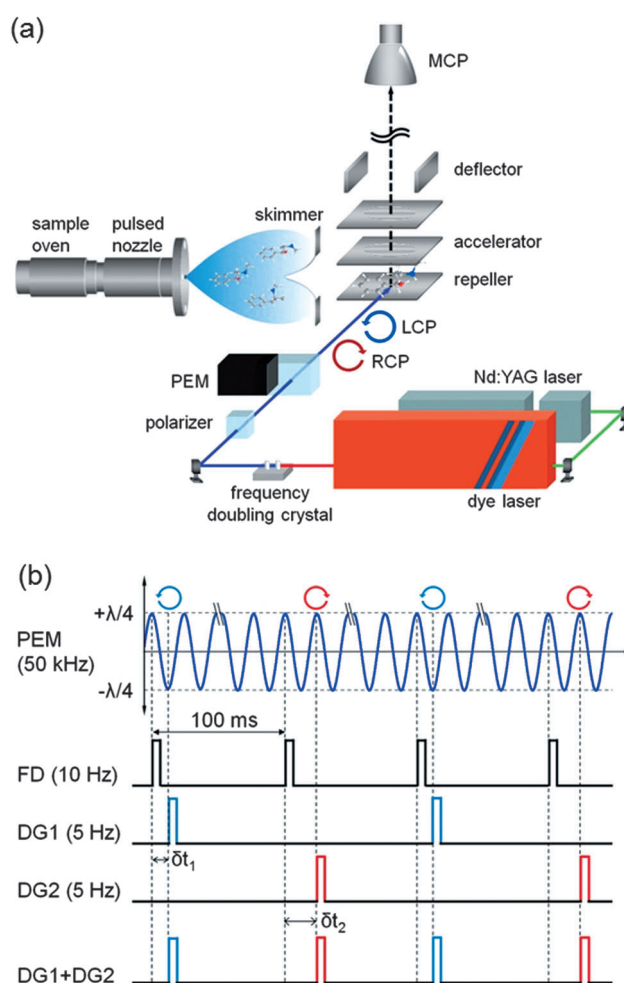 (a)
MCP
deflector
sample
oven
pulsed
nozzle
skimmer
accelerator
repeller
LCP
RCP
PEM
Nd:YAG laser
polarizer
frequency
doubling crystal
dye laser
(b)
+λ/4
PEM
(50 kHz)
-λ/4
100 ms
FD (10 Hz)
DG1 (5 Hz)
δt₁
DG2 (5 Hz)
δt₂
DG1+DG2